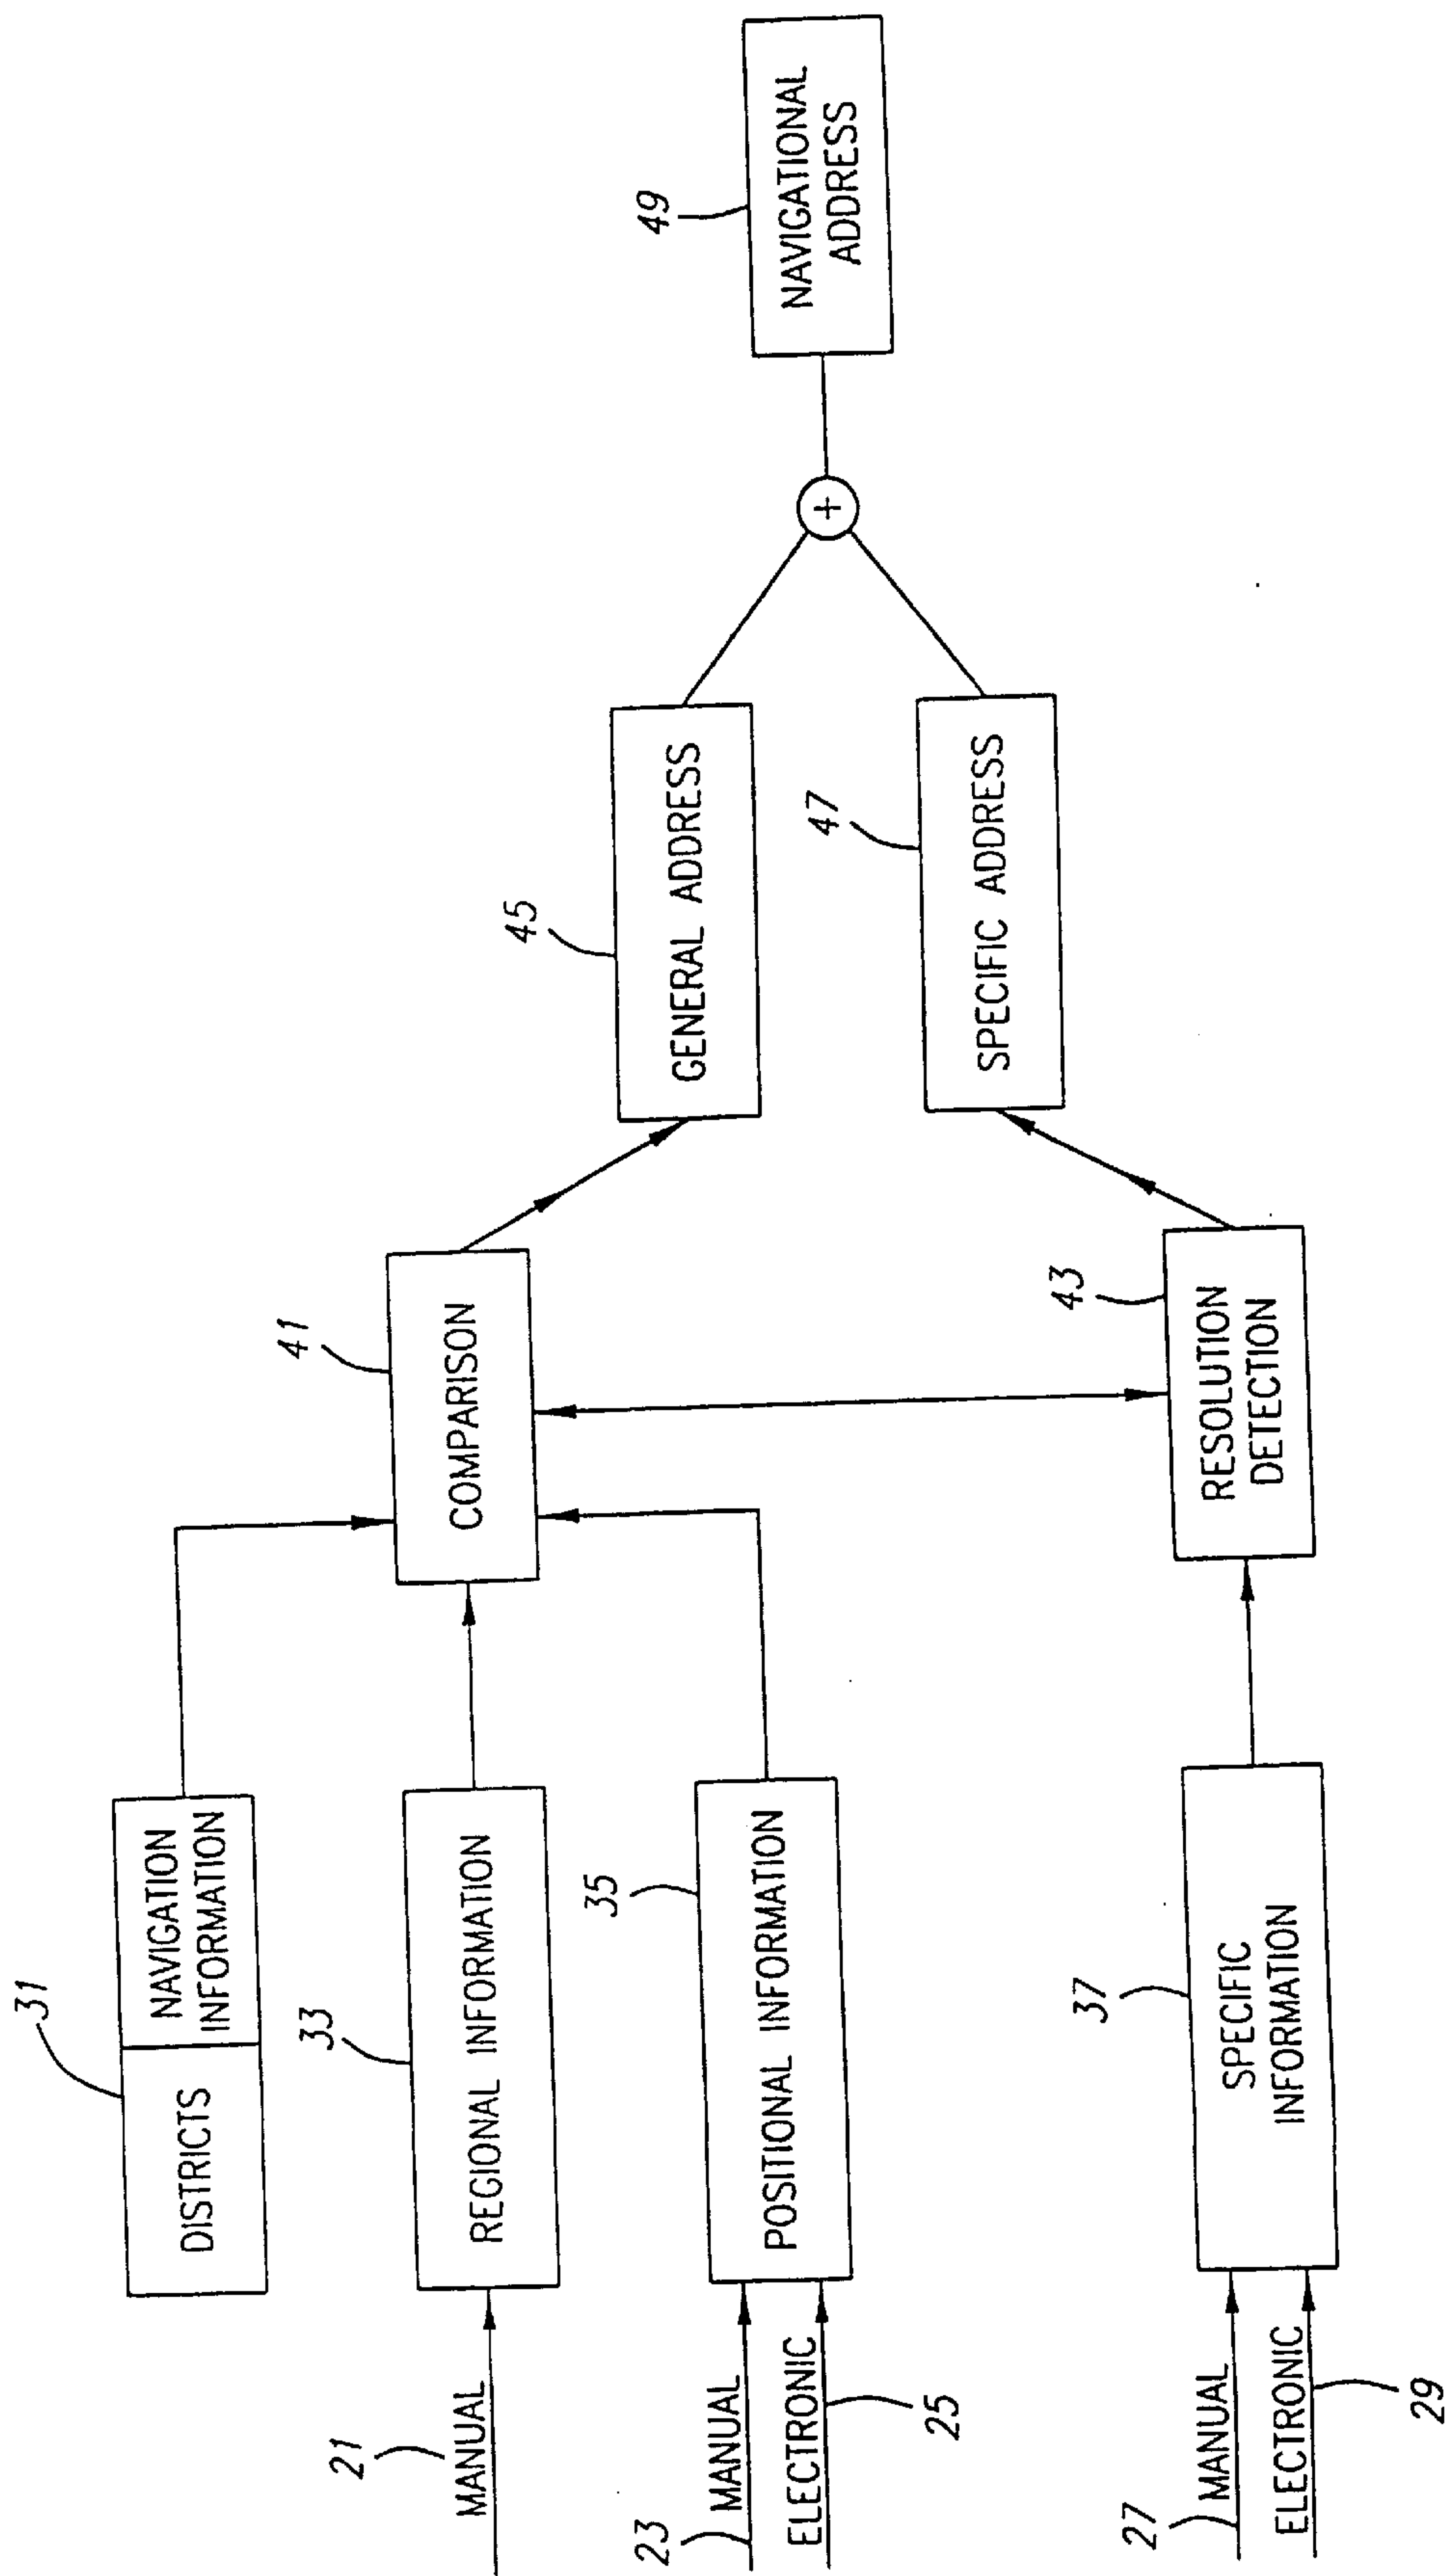 31
DISTRICTS
NAVIGATION
INFORMATION
21
MANUAL
33
REGIONAL INFORMATION
41
COMPARISON
23
MANUAL
ELECTRONIC
25
35
POSITIONAL INFORMATION
45
GENERAL ADDRESS
49
NAVIGATIONAL
ADDRESS
+
47
SPECIFIC ADDRESS
27
MANUAL
ELECTRONIC
29
37
SPECIFIC
INFORMATION
43
RESOLUTION
DETECTION